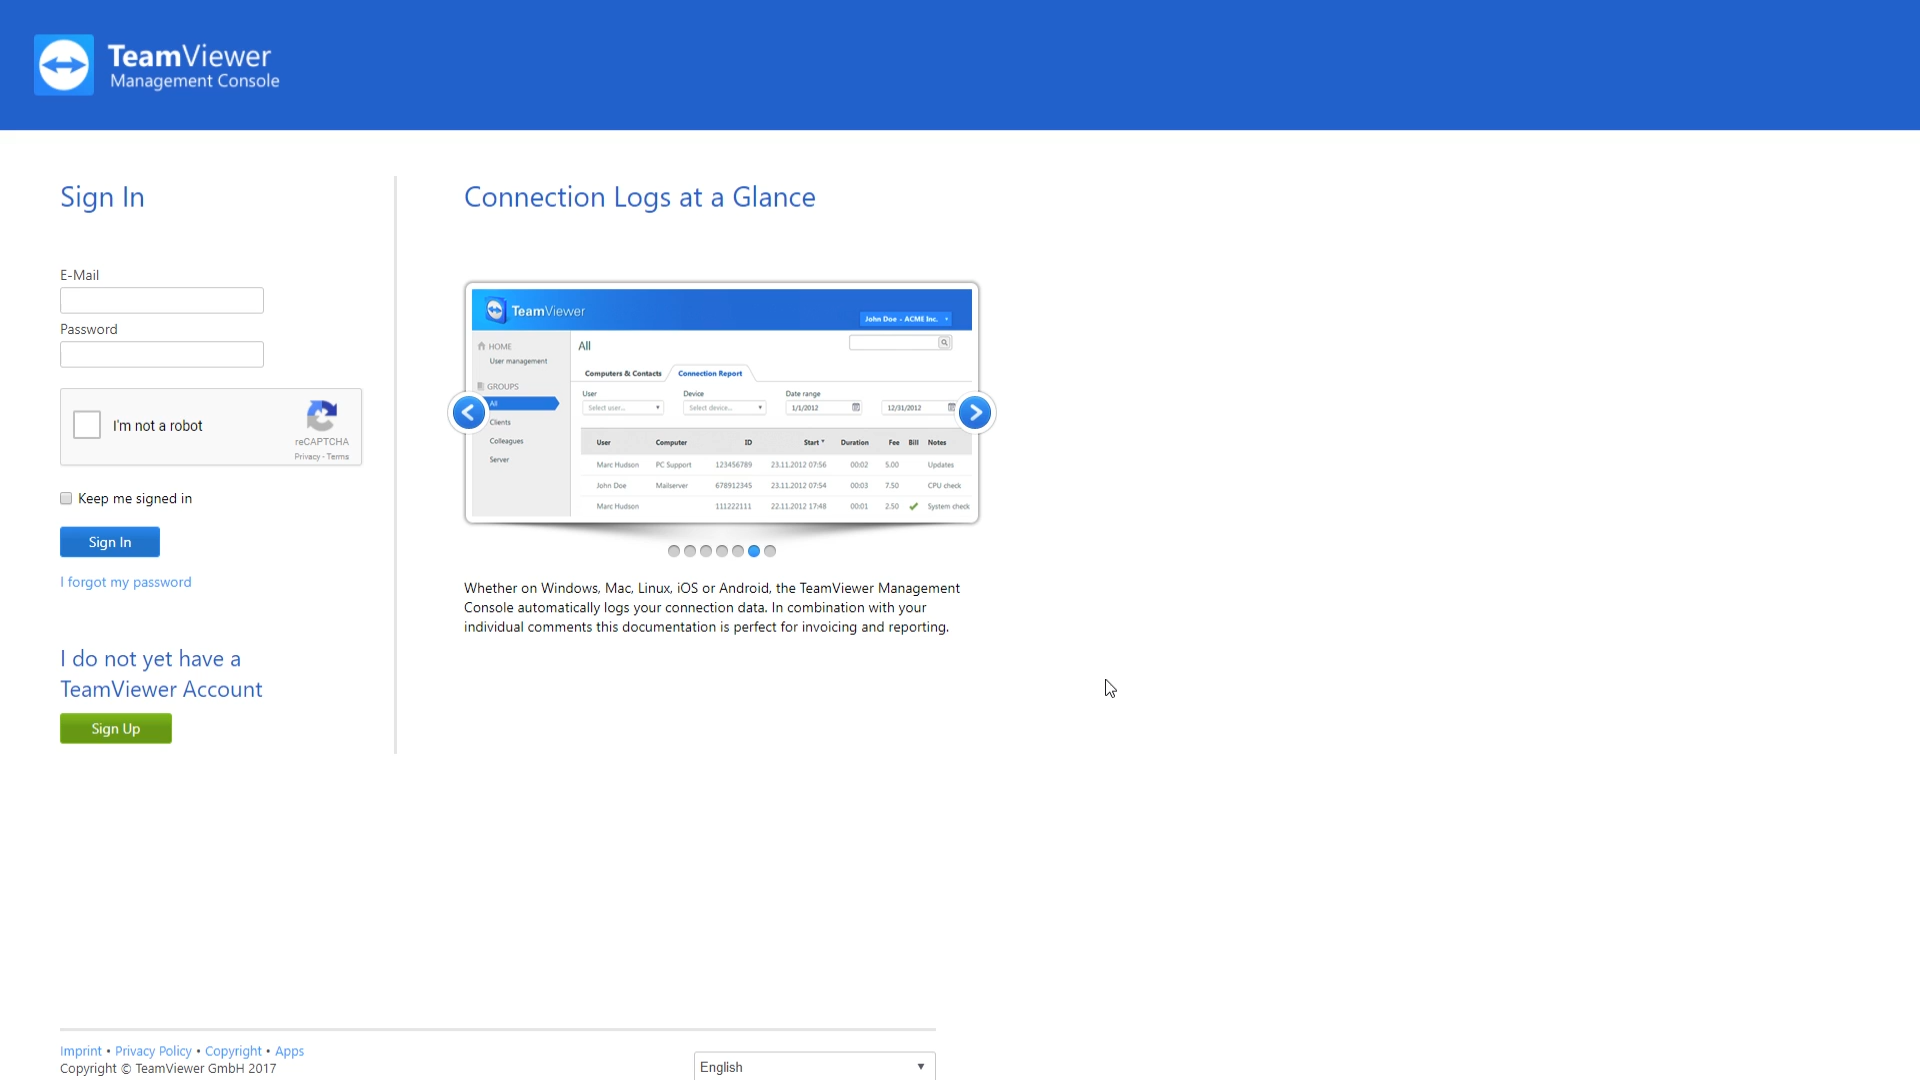 TeamViewer
Management Console
Sign In
E-Mail
Password
I'm not a robot
reCAPTCHA
Privacy - Terms
Keep me signed in
Sign In
I forgot my password
I do not yet have a
TeamViewer Account
Sign Up
Connection Logs at a Glance
TeamViewer
John Doe - ACME Inc.
HOME
User management
GROUPS
All
Clients
Colleagues
Server
All
Computers & Contacts Connection Report
User Device Date range
Select user... Select device... 1/1/2012 12/31/2012
User Computer ID Start Duration Fee Bill Notes
Marc Hudson PC Support 123456789 23.11.2012 07:56 00:02 5.00 Updates
John Doe Mailserver 678912345 23.11.2012 07:54 00:03 7.50 CPU check
Marc Hudson 111222111 22.11.2012 17:48 00:01 2.50 System check
Whether on Windows, Mac, Linux, iOS or Android, the TeamViewer Management
Console automatically logs your connection data. In combination with your
individual comments this documentation is perfect for invoicing and reporting.
Imprint • Privacy Policy • Copyright • Apps
Copyright © TeamViewer GmbH 2017
English